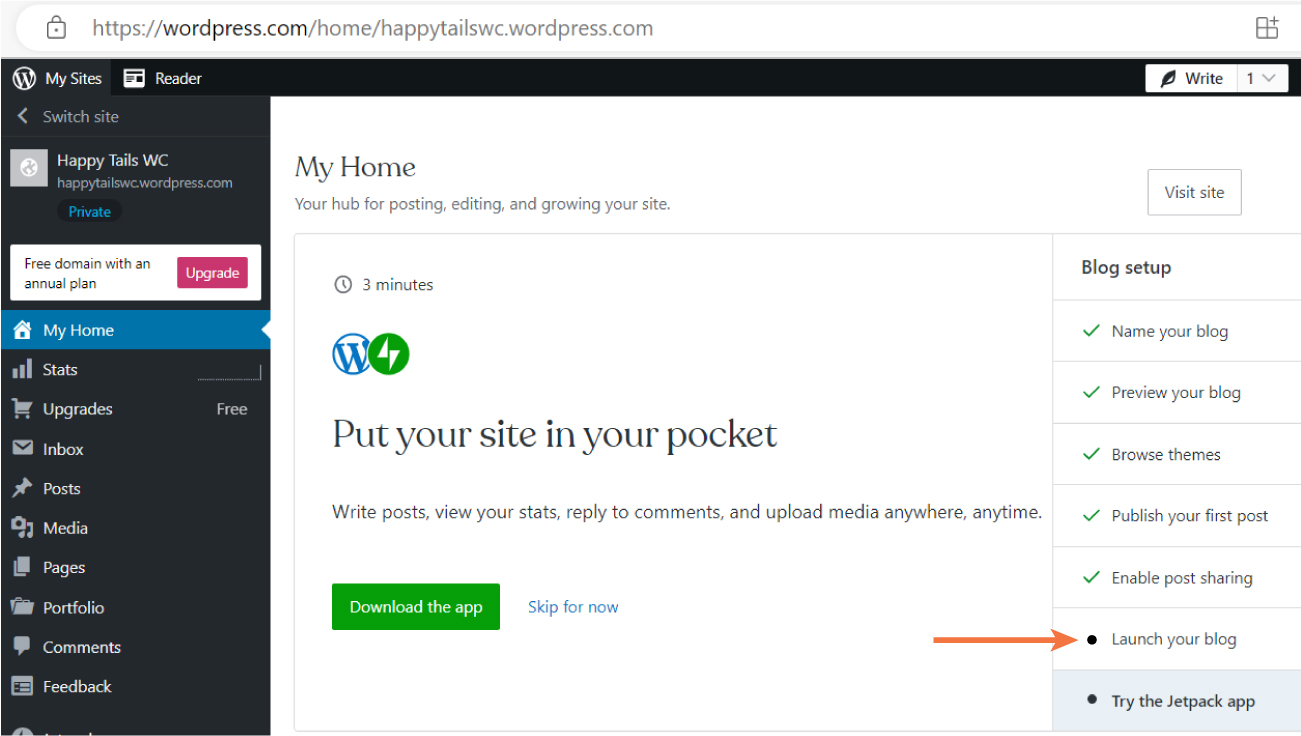 https://wordpress.com/home/happytailswc.wordpress.com
My Sites
Reader
Write
1
Switch site
Happy Tails WC
happytailswc.wordpress.com
Private
Free domain with an
annual plan
Upgrade
My Home
Stats
Upgrades
Free
Inbox
Posts
Media
Pages
Portfolio
Comments
Feedback
My Home
Your hub for posting, editing, and growing your site.
Visit site
3 minutes
Put your site in your pocket
Write posts, view your stats, reply to comments, and upload media anywhere, anytime.
Download the app
Skip for now
Blog setup
Name your blog
Preview your blog
Browse themes
Publish your first post
Enable post sharing
Launch your blog
Try the Jetpack app